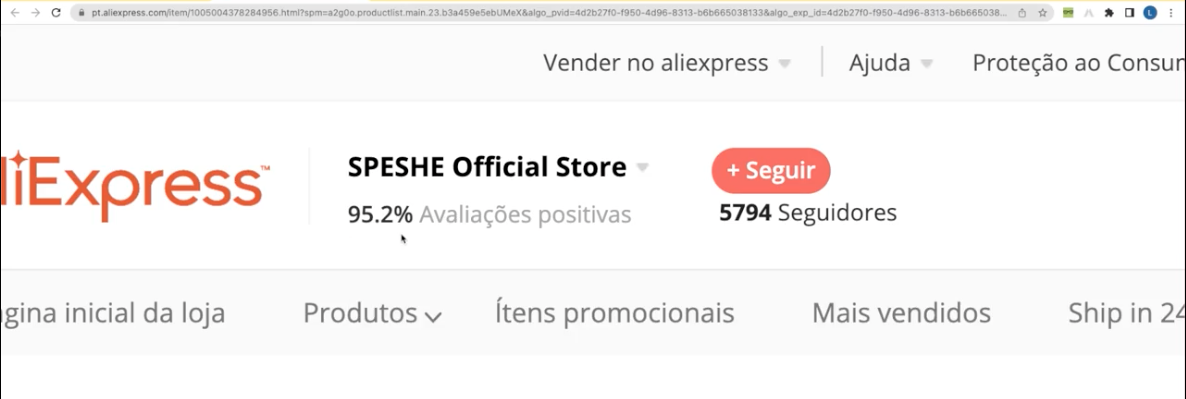 pt.aliexpress.com/item/1005004378284956.html?spm=a2g0o.productlist.main.23.b3a459e5ebUMeX&algo_pvid=4d2b27f0-f950-4d96-8313-b6b665038133&algo_exp_id=4d2b27f0-f950-4d96-8313-b6b665038...
L
Vender no aliexpress Ajuda Proteção ao Consur
liExpress™
SPESHE Official Store + Seguir
95.2% Avaliações positivas 5794 Seguidores
gina inicial da loja Produtos Ítens promocionais Mais vendidos Ship in 24